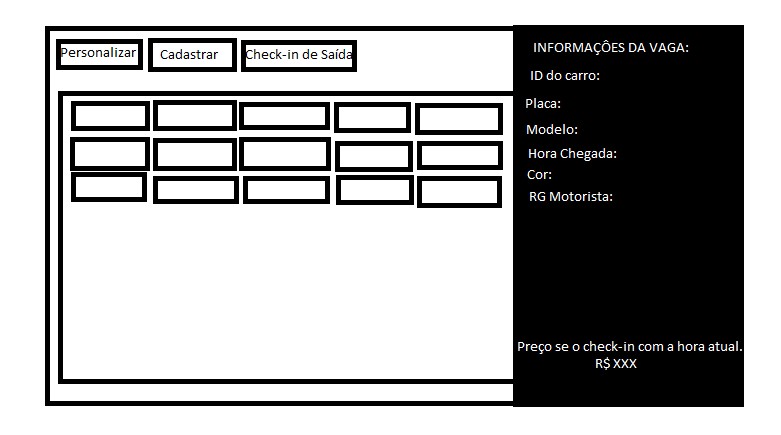 Personalizar
Cadastrar
Check-in de Saída
INFORMAÇÔES DA VAGA:
ID do carro:
Placa:
Modelo:
Hora Chegada:
Cor:
RG Motorista:
Preço se o check-in com a hora atual.
R$ XXX